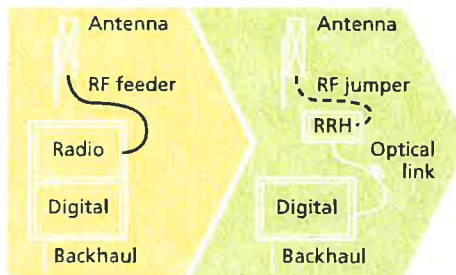 Antenna
RF feeder
Radio
Digital
Backhaul
Antenna
RF jumper
RRH
Optical
link
Digital
Backhaul